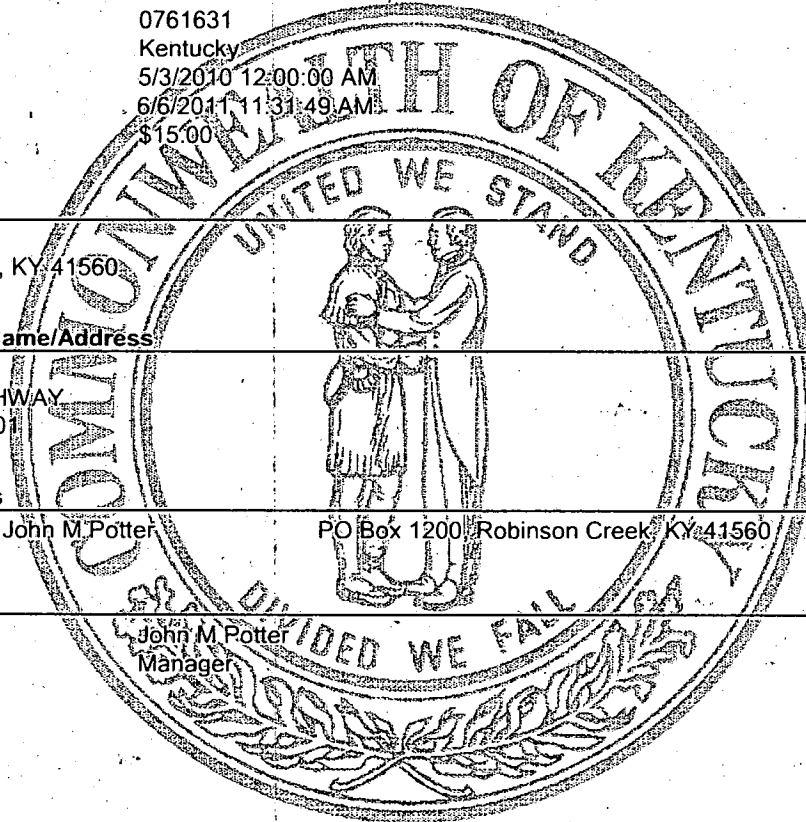 0761631
Kentucky
5/3/2010 12:00:00 AM
6/6/2011 11:31:49 AM
$15.00
COMMONWEALTH OF KENTUCKY
UNITED WE STAND
, KY 41560
ame/Address
HWAY
01
s
John M Potter PO Box 1200, Robinson Creek, KY 41560
John M Potter
Manager
DIVIDED WE FALL